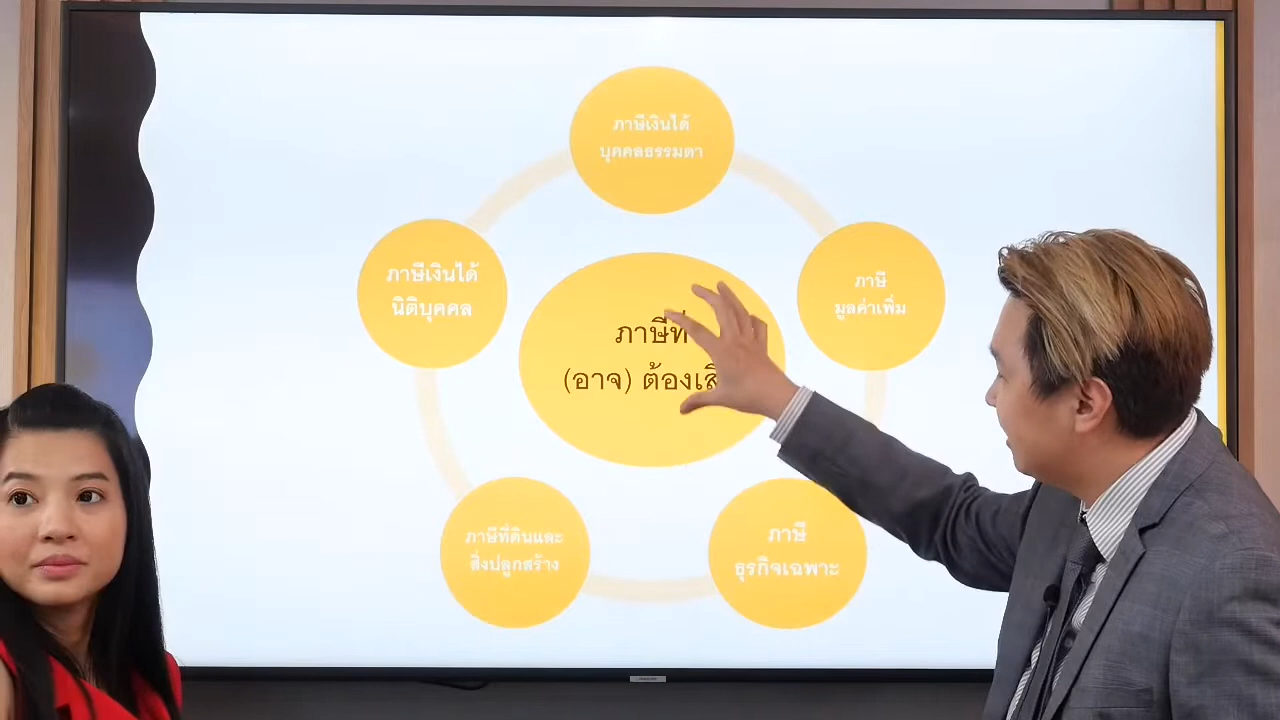 ภาษีเงินได้
บุคคลธรรมดา
ภาษีเงินได้
นิติบุคคล
ภาษี
มูลค่าเพิ่ม
ภาษีที่
(อาจ) ต้อง
ภาษีที่ดินและ
สิ่งปลูกสร้าง
ภาษี
ธุรกิจเฉพาะ